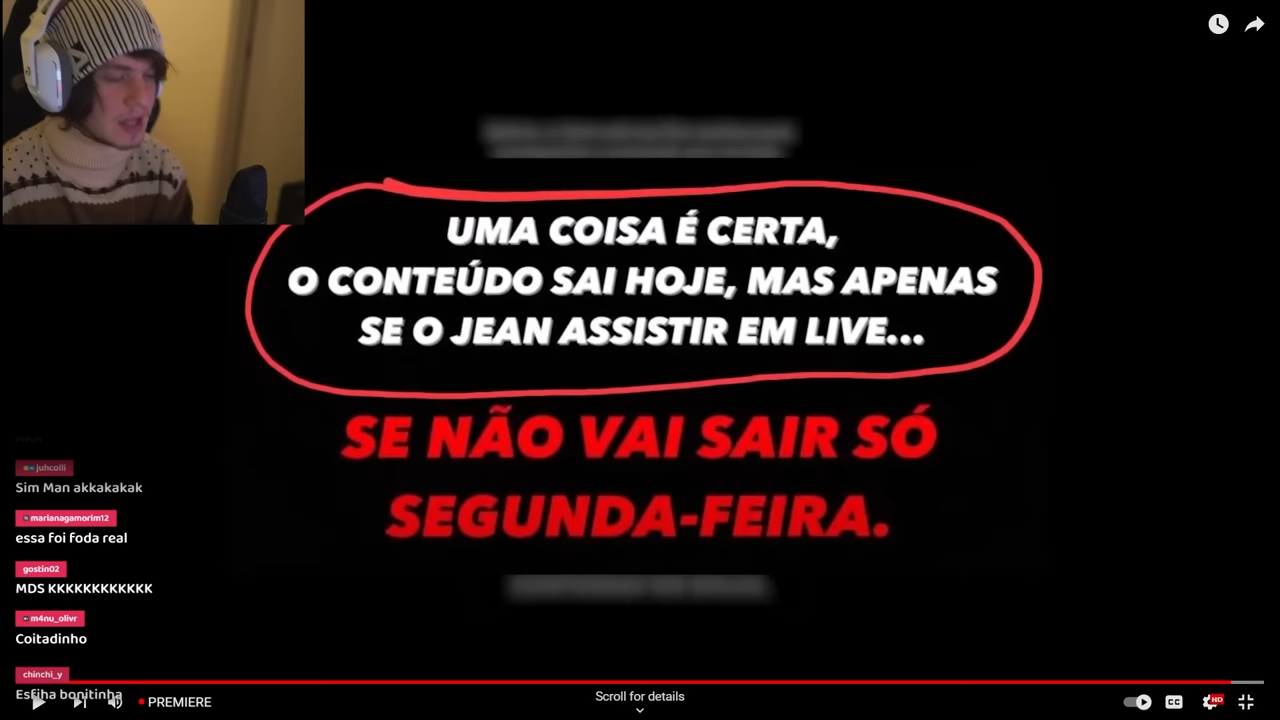 UMA COISA É CERTA,
O CONTEÚDO SAI HOJE, MAS APENAS
SE O JEAN ASSISTIR EM LIVE...
SE NÃO VAI SAIR SÓ
SEGUNDA-FEIRA.
juhcolli
Sim Man akkakakak
marianagamorim12
essa foi foda real
gostin02
MDS KKKKKKKKKKKK
m4nu_olivr
Coitadinho
chinchi_y
Esfiha bonitinha
PREMIERE
Scroll for details
CC
HD